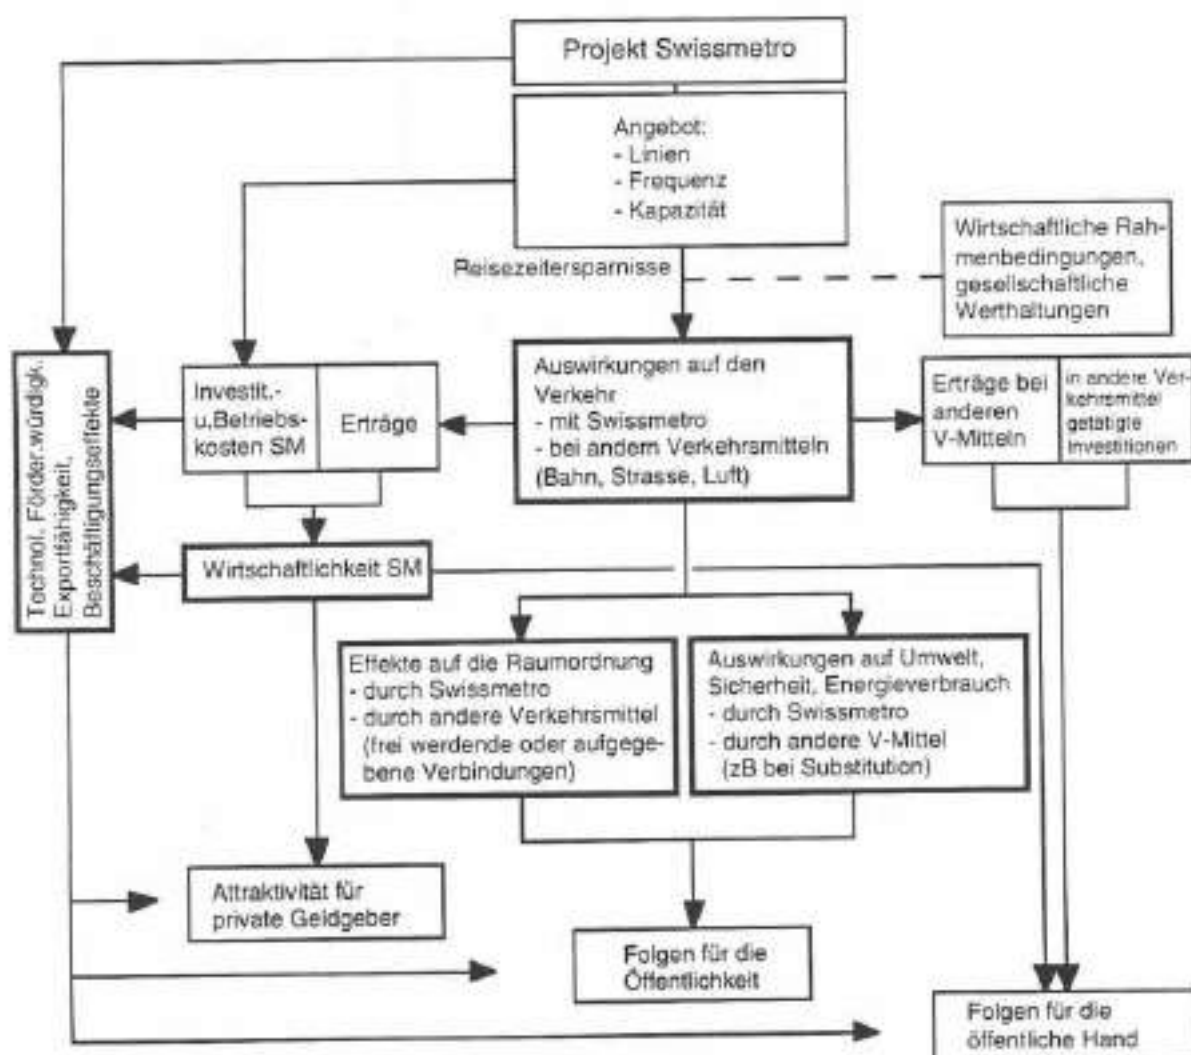 Projekt Swissmetro
Angebot:
- Linien
- Frequenz
- Kapazität
Reisezeitersparnisse
Wirtschaftliche Rah-
menbedingungen,
gesellschaftliche
Werthaltungen
Technol. Förder.würdigk.
Exportfähigkeit,
Beschäftigungseffekte
Investit.-
u,Betriebs-
kosten SM
Erträge
Auswirkungen auf den
Verkehr
- mit Swissmetro
- bei andern Verkehrsmitteln
(Bahn, Strasse, Luft)
Erträge bei
anderen
V-Mitteln
in andere Ver-
kehrsmittel
getätigte
Investitionen
Wirtschaftlichkeit SM
Effekte auf die Raumordnung
- durch Swissmetro
- durch andere Verkehrsmittel
(frei werdende oder aufgege-
bene Verbindungen)
Auswirkungen auf Umwelt,
Sicherheit, Energieverbrauch
- durch Swissmetro
- durch andere V-Mittel
(zB bei Substitution)
Attraktivität für
private Geldgeber
Folgen für die
Öffentlichkeit
Folgen für die
öffentliche Hand